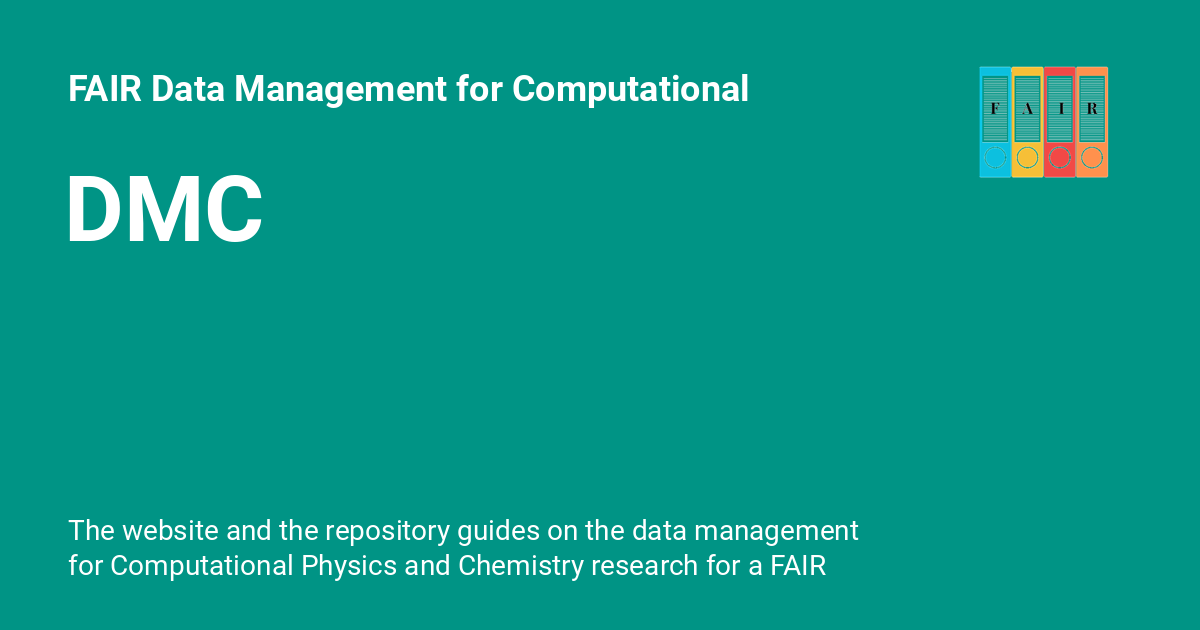 FAIR Data Management for Computational
F A I R
DMC
The website and the repository guides on the data management
for Computational Physics and Chemistry research for a FAIR